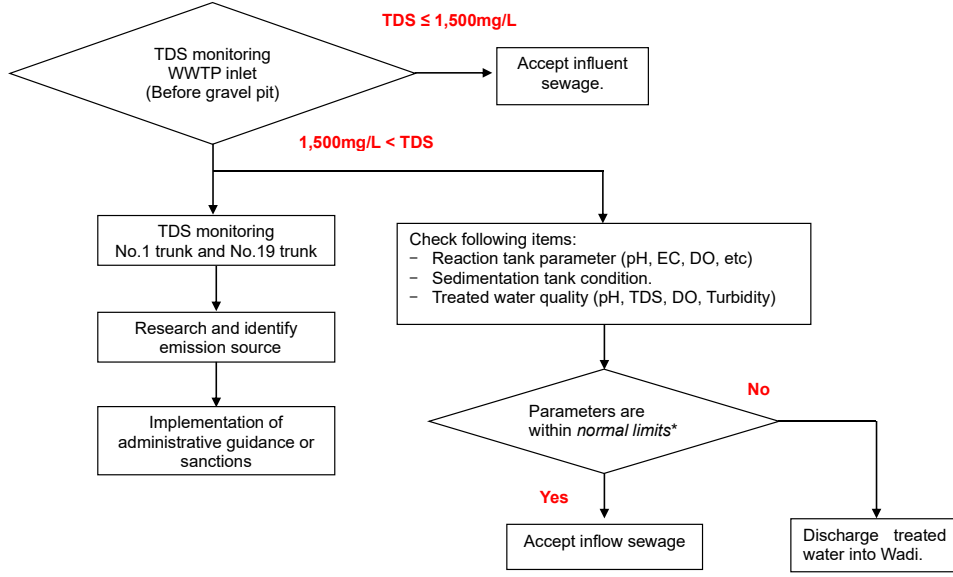 TDS ≤ 1,500mg/L
TDS monitoring
WWTP inlet
(Before gravel pit)
Accept influent
sewage.
1,500mg/L < TDS
TDS monitoring
No.1 trunk and No.19 trunk
Check following items:
− Reaction tank parameter (pH, EC, DO, etc)
− Sedimentation tank condition.
− Treated water quality (pH, TDS, DO, Turbidity)
Research and identify
emission source
Implementation of
administrative guidance or
sanctions
Parameters are
within normal limits*
No
Yes
Accept inflow sewage
Discharge treated
water into Wadi.